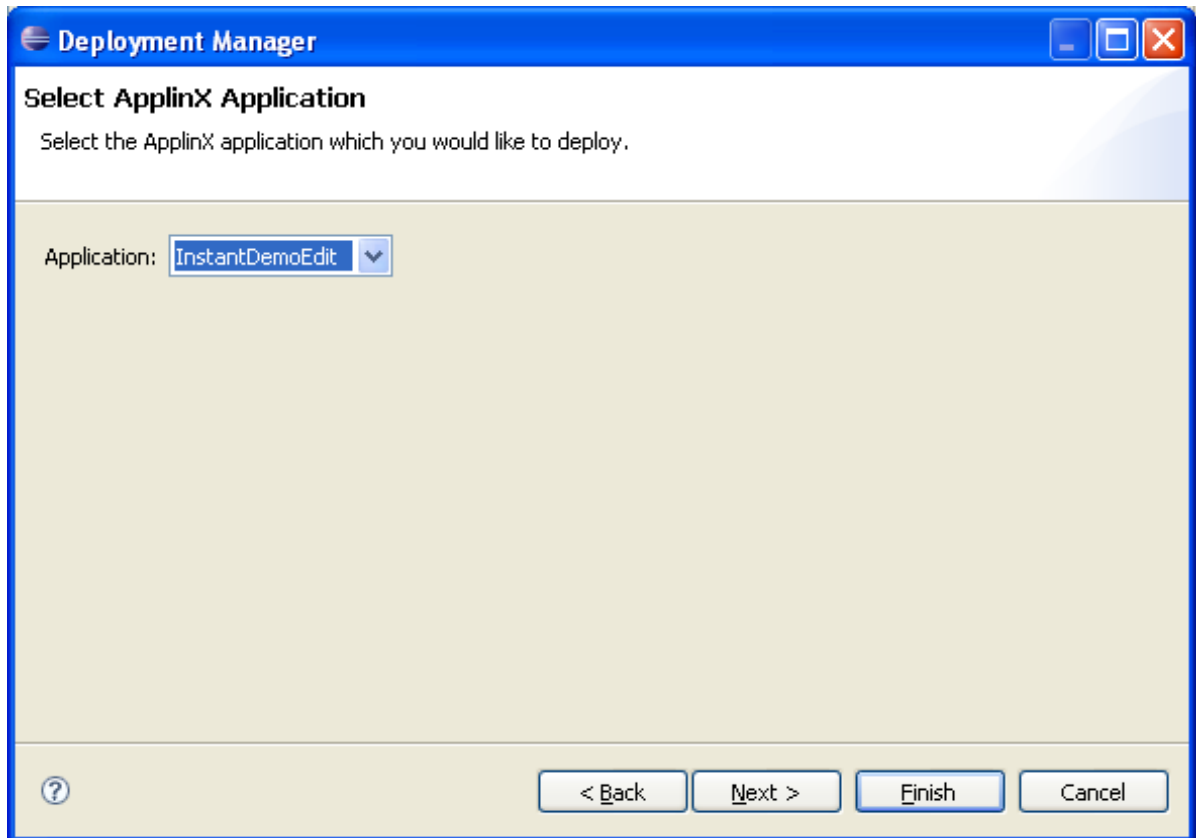 Deployment Manager
Select ApplinX Application
Select the ApplinX application which you would like to deploy.
Application: InstantDemoEdit
? < Back Next > Finish Cancel